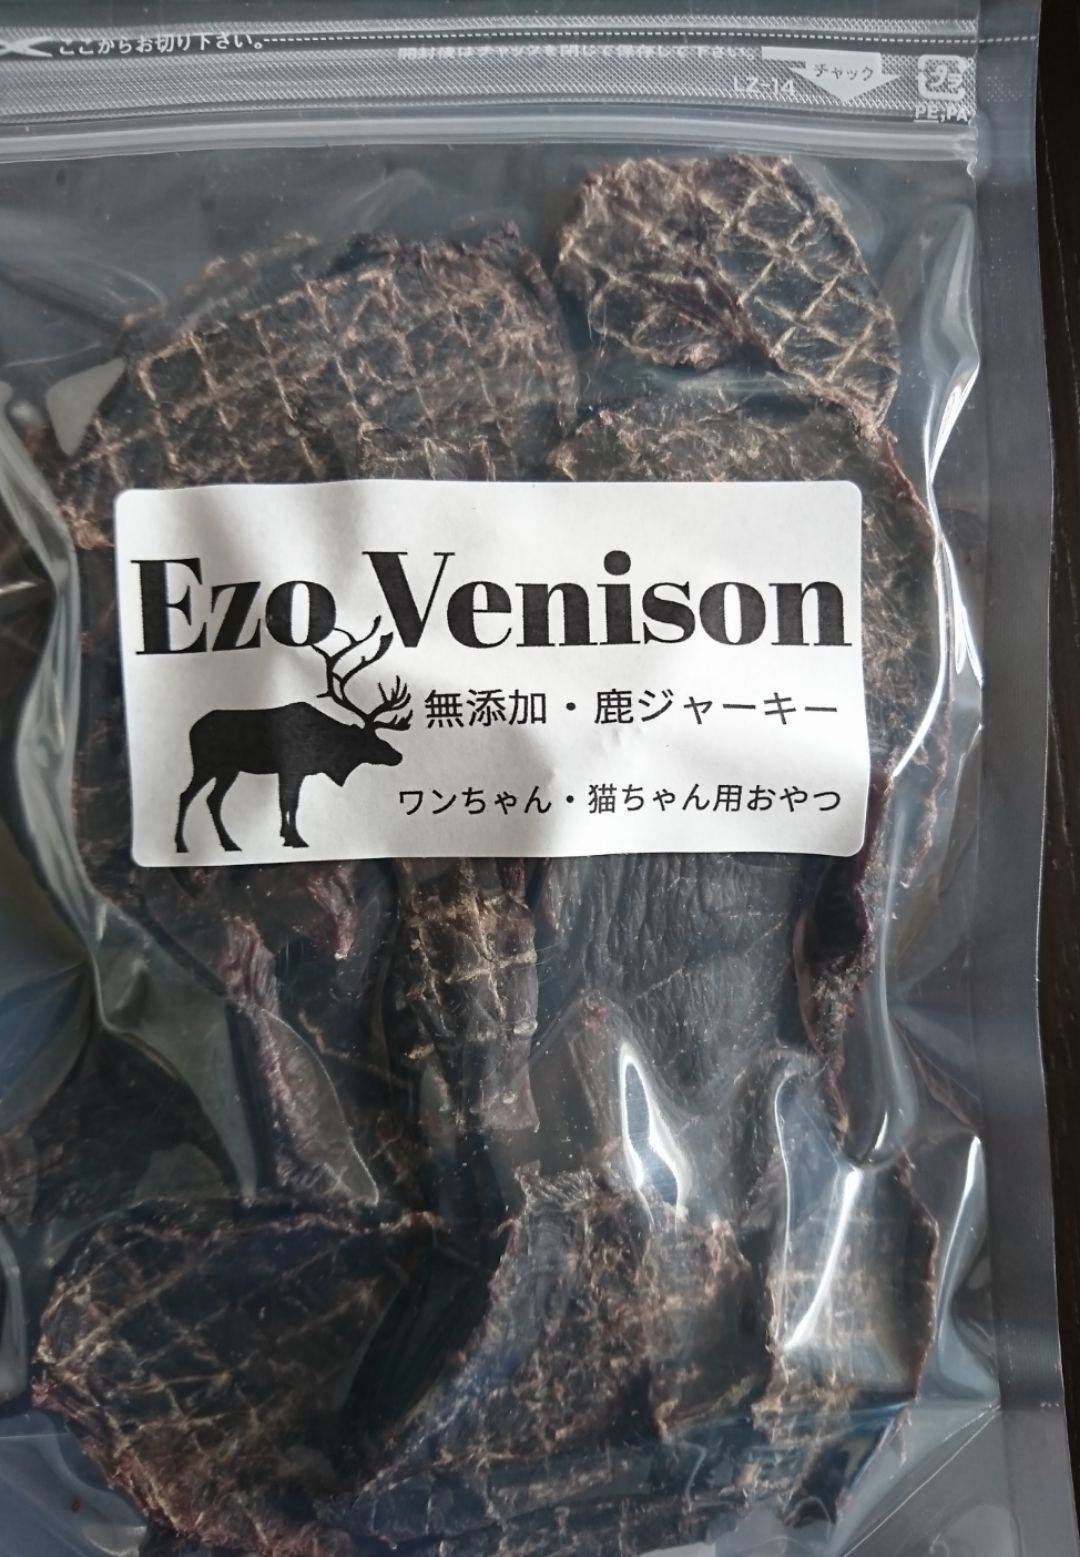 ここからお切り下さい。
開封後はチャックを閉じて保存して下さい。
チャック
LZ-14
プラ
PE,PA
Ezo Venison
無添加・鹿ジャーキー
ワンちゃん・猫ちゃん用おやつ